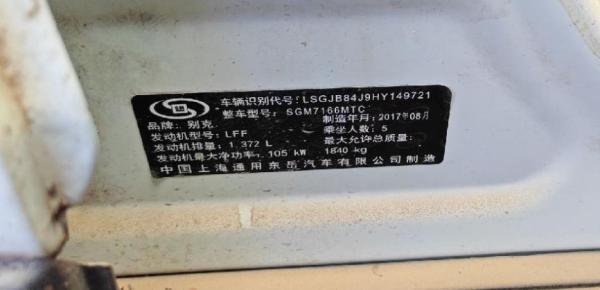 车辆识别代号: LSGJB84J9HY149721
整车型号: SGM7166MTC
品牌: 别克 制造年月: 2017年08月
发动机型号: LFF 乘坐人数: 5
发动机排量: 1.372 L 最大允许总质量:
发动机最大净功率: 105 kW 1840 kg
中国上海通用东岳汽车有限公司制造